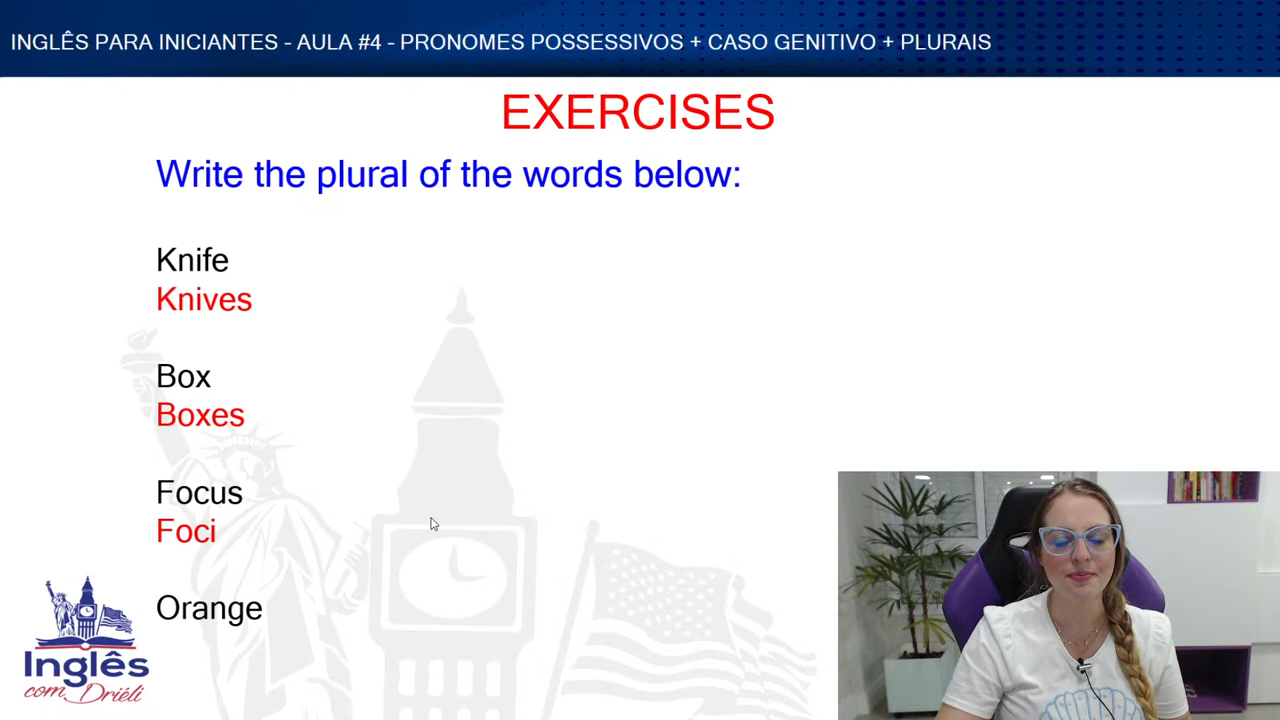 INGLÊS PARA INICIANTES - AULA #4 - PRONOMES POSSESSIVOS + CASO GENITIVO + PLURAIS
EXERCISES
Write the plural of the words below:
Knife
Knives
Box
Boxes
Focus
Foci
Orange
Inglês
com Driéli